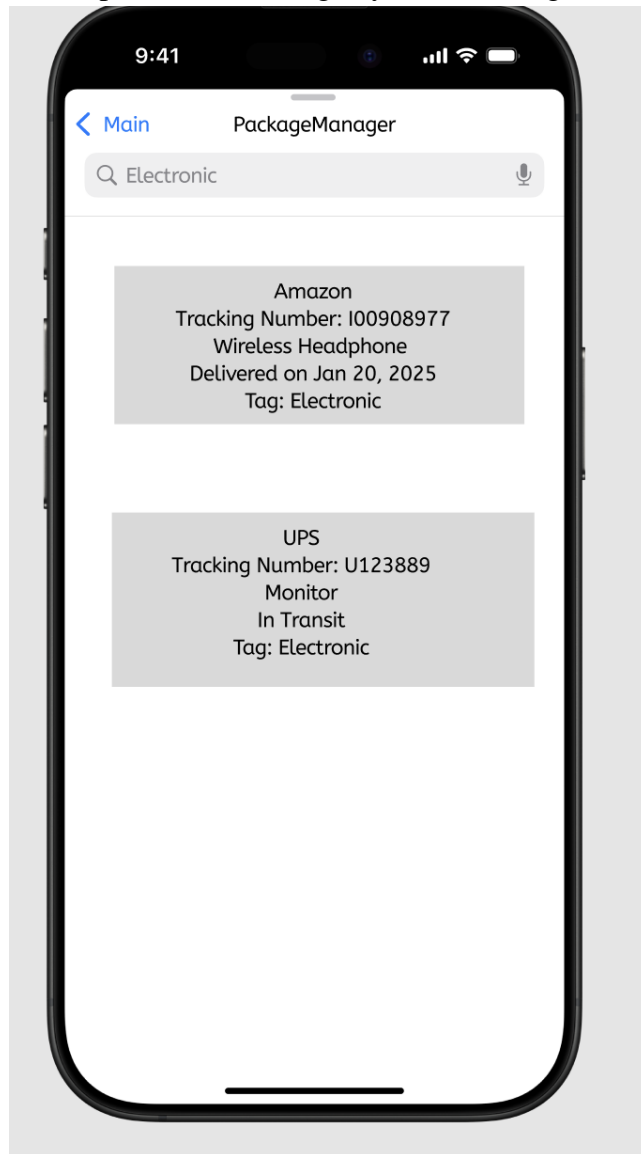 9:41
Main
PackageManager
Electronic
Amazon
Tracking Number: I00908977
Wireless Headphone
Delivered on Jan 20, 2025
Tag: Electronic
UPS
Tracking Number: U123889
Monitor
In Transit
Tag: Electronic